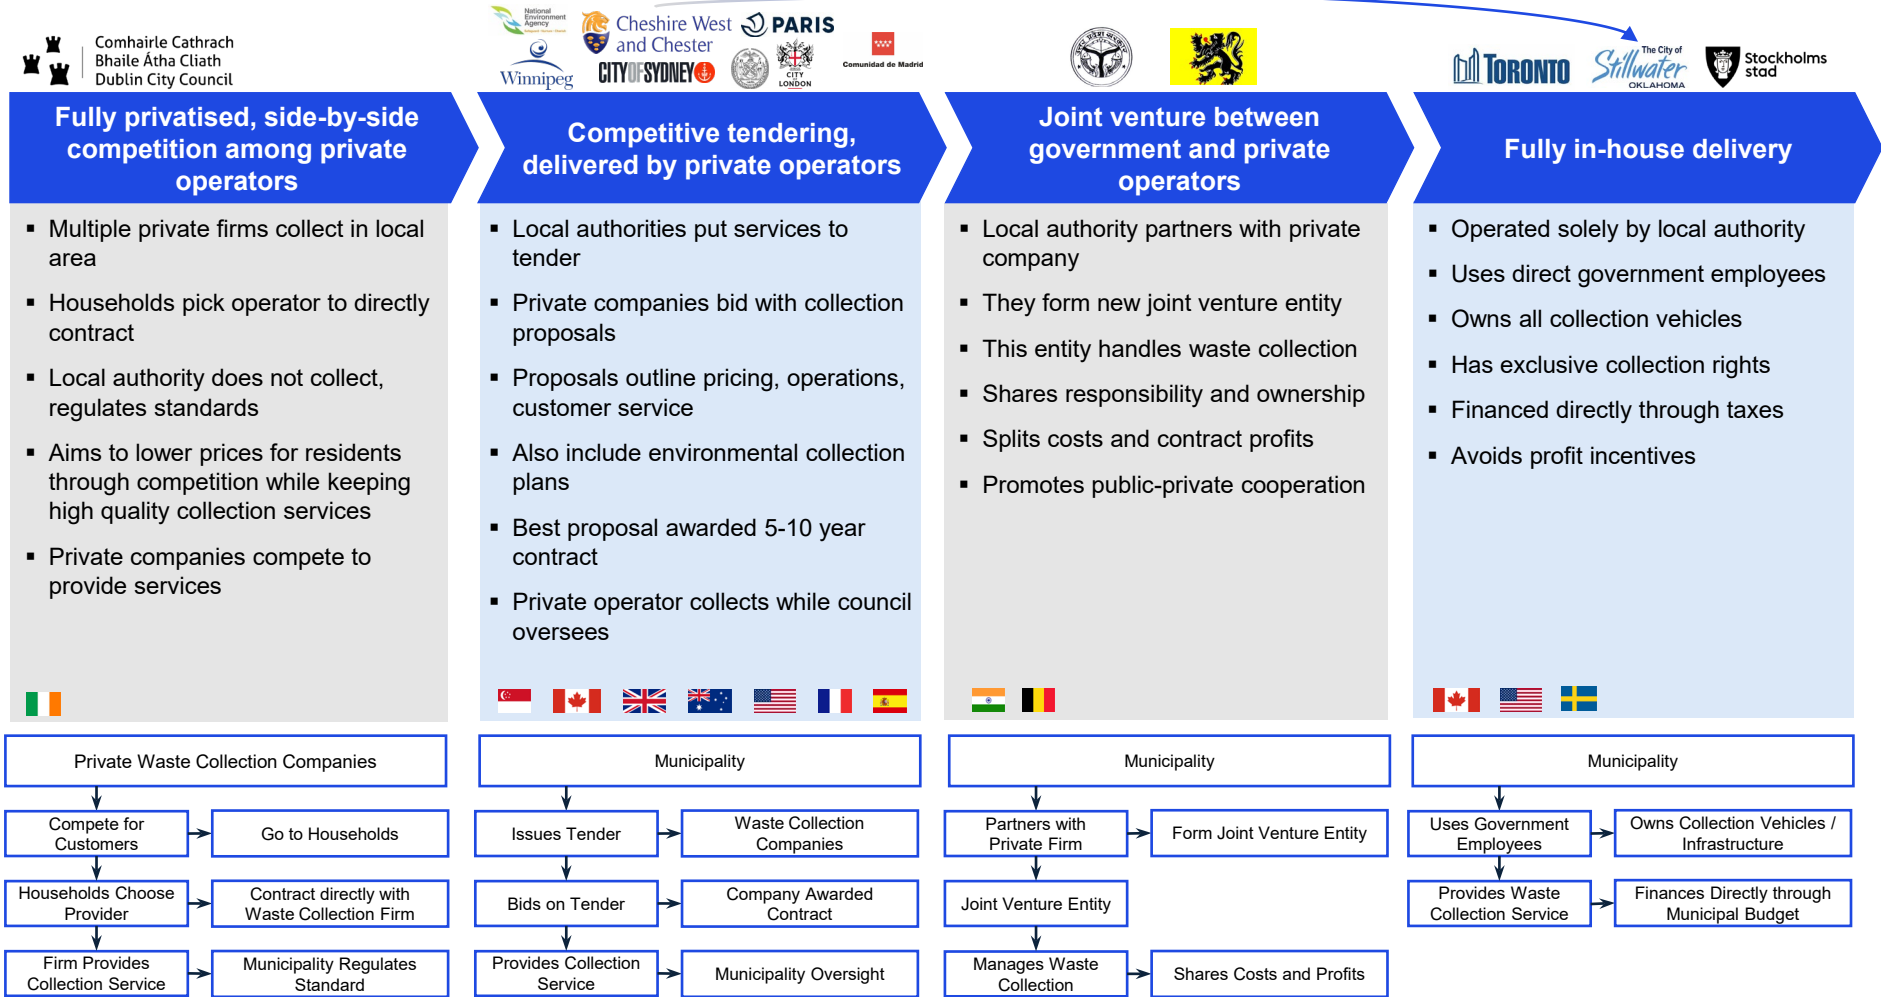 Comhairle Cathrach
Bhaile Átha Cliath
Dublin City Council
National
Environment
Agency
Winnipeg
Cheshire West
and Chester
CITYOFSYDNEY
PARIS
CITY
LONDON
Comunidad de Madrid
TORONTO
The City of
Stillwater
OKLAHOMA
Stockholms
stad
Fully privatised, side-by-side
competition among private
operators
▪ Multiple private firms collect in local
area
▪ Households pick operator to directly
contract
▪ Local authority does not collect,
regulates standards
▪ Aims to lower prices for residents
through competition while keeping
high quality collection services
▪ Private companies compete to
provide services
Competitive tendering,
delivered by private operators
▪ Local authorities put services to
tender
▪ Private companies bid with collection
proposals
▪ Proposals outline pricing, operations,
customer service
▪ Also include environmental collection
plans
▪ Best proposal awarded 5-10 year
contract
▪ Private operator collects while council
oversees
Joint venture between
government and private
operators
▪ Local authority partners with private
company
▪ They form new joint venture entity
▪ This entity handles waste collection
▪ Shares responsibility and ownership
▪ Splits costs and contract profits
▪ Promotes public-private cooperation
Fully in-house delivery
▪ Operated solely by local authority
▪ Uses direct government employees
▪ Owns all collection vehicles
▪ Has exclusive collection rights
▪ Financed directly through taxes
▪ Avoids profit incentives
Private Waste Collection Companies
Compete for
Customers
Go to Households
Households Choose
Provider
Contract directly with
Waste Collection Firm
Firm Provides
Collection Service
Municipality Regulates
Standard
Municipality
Issues Tender
Waste Collection
Companies
Bids on Tender
Company Awarded
Contract
Provides Collection
Service
Municipality Oversight
Municipality
Partners with
Private Firm
Form Joint Venture Entity
Joint Venture Entity
Manages Waste
Collection
Shares Costs and Profits
Municipality
Uses Government
Employees
Owns Collection Vehicles /
Infrastructure
Provides Waste
Collection Service
Finances Directly through
Municipal Budget